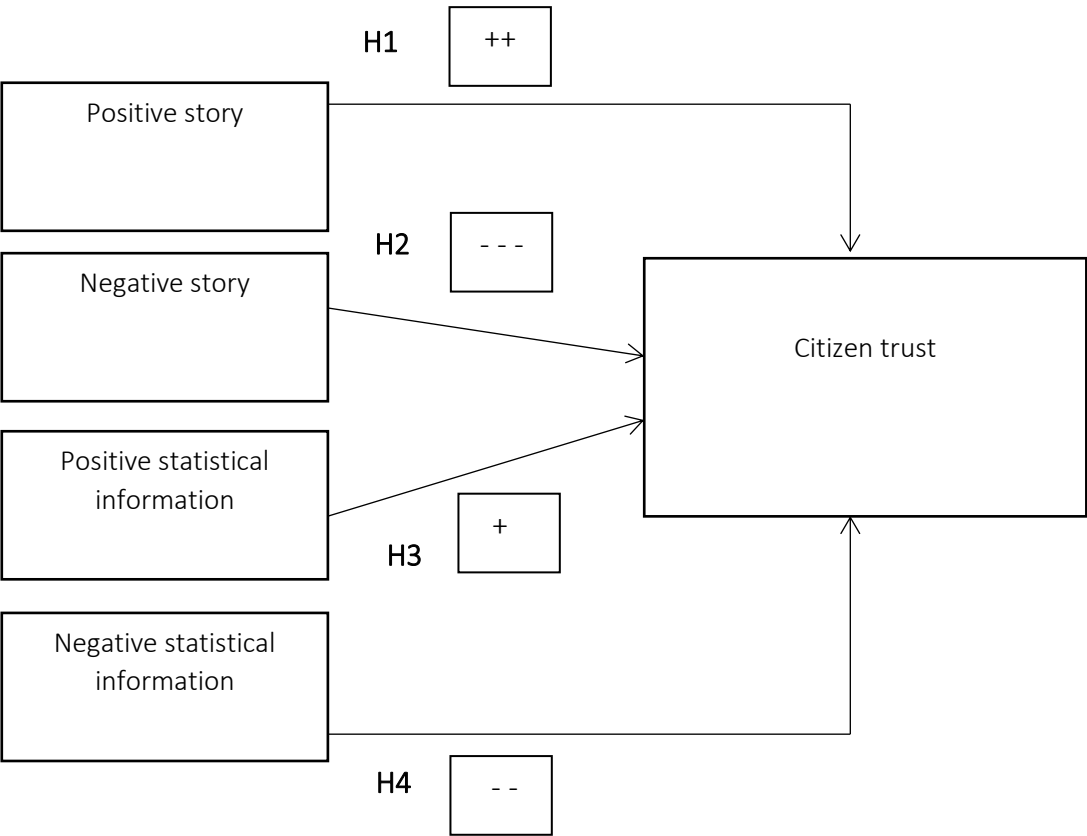 H1
++
Positive story
H2
- - -
Negative story
Citizen trust
Positive statistical
information
H3
+
Negative statistical
information
H4
- -